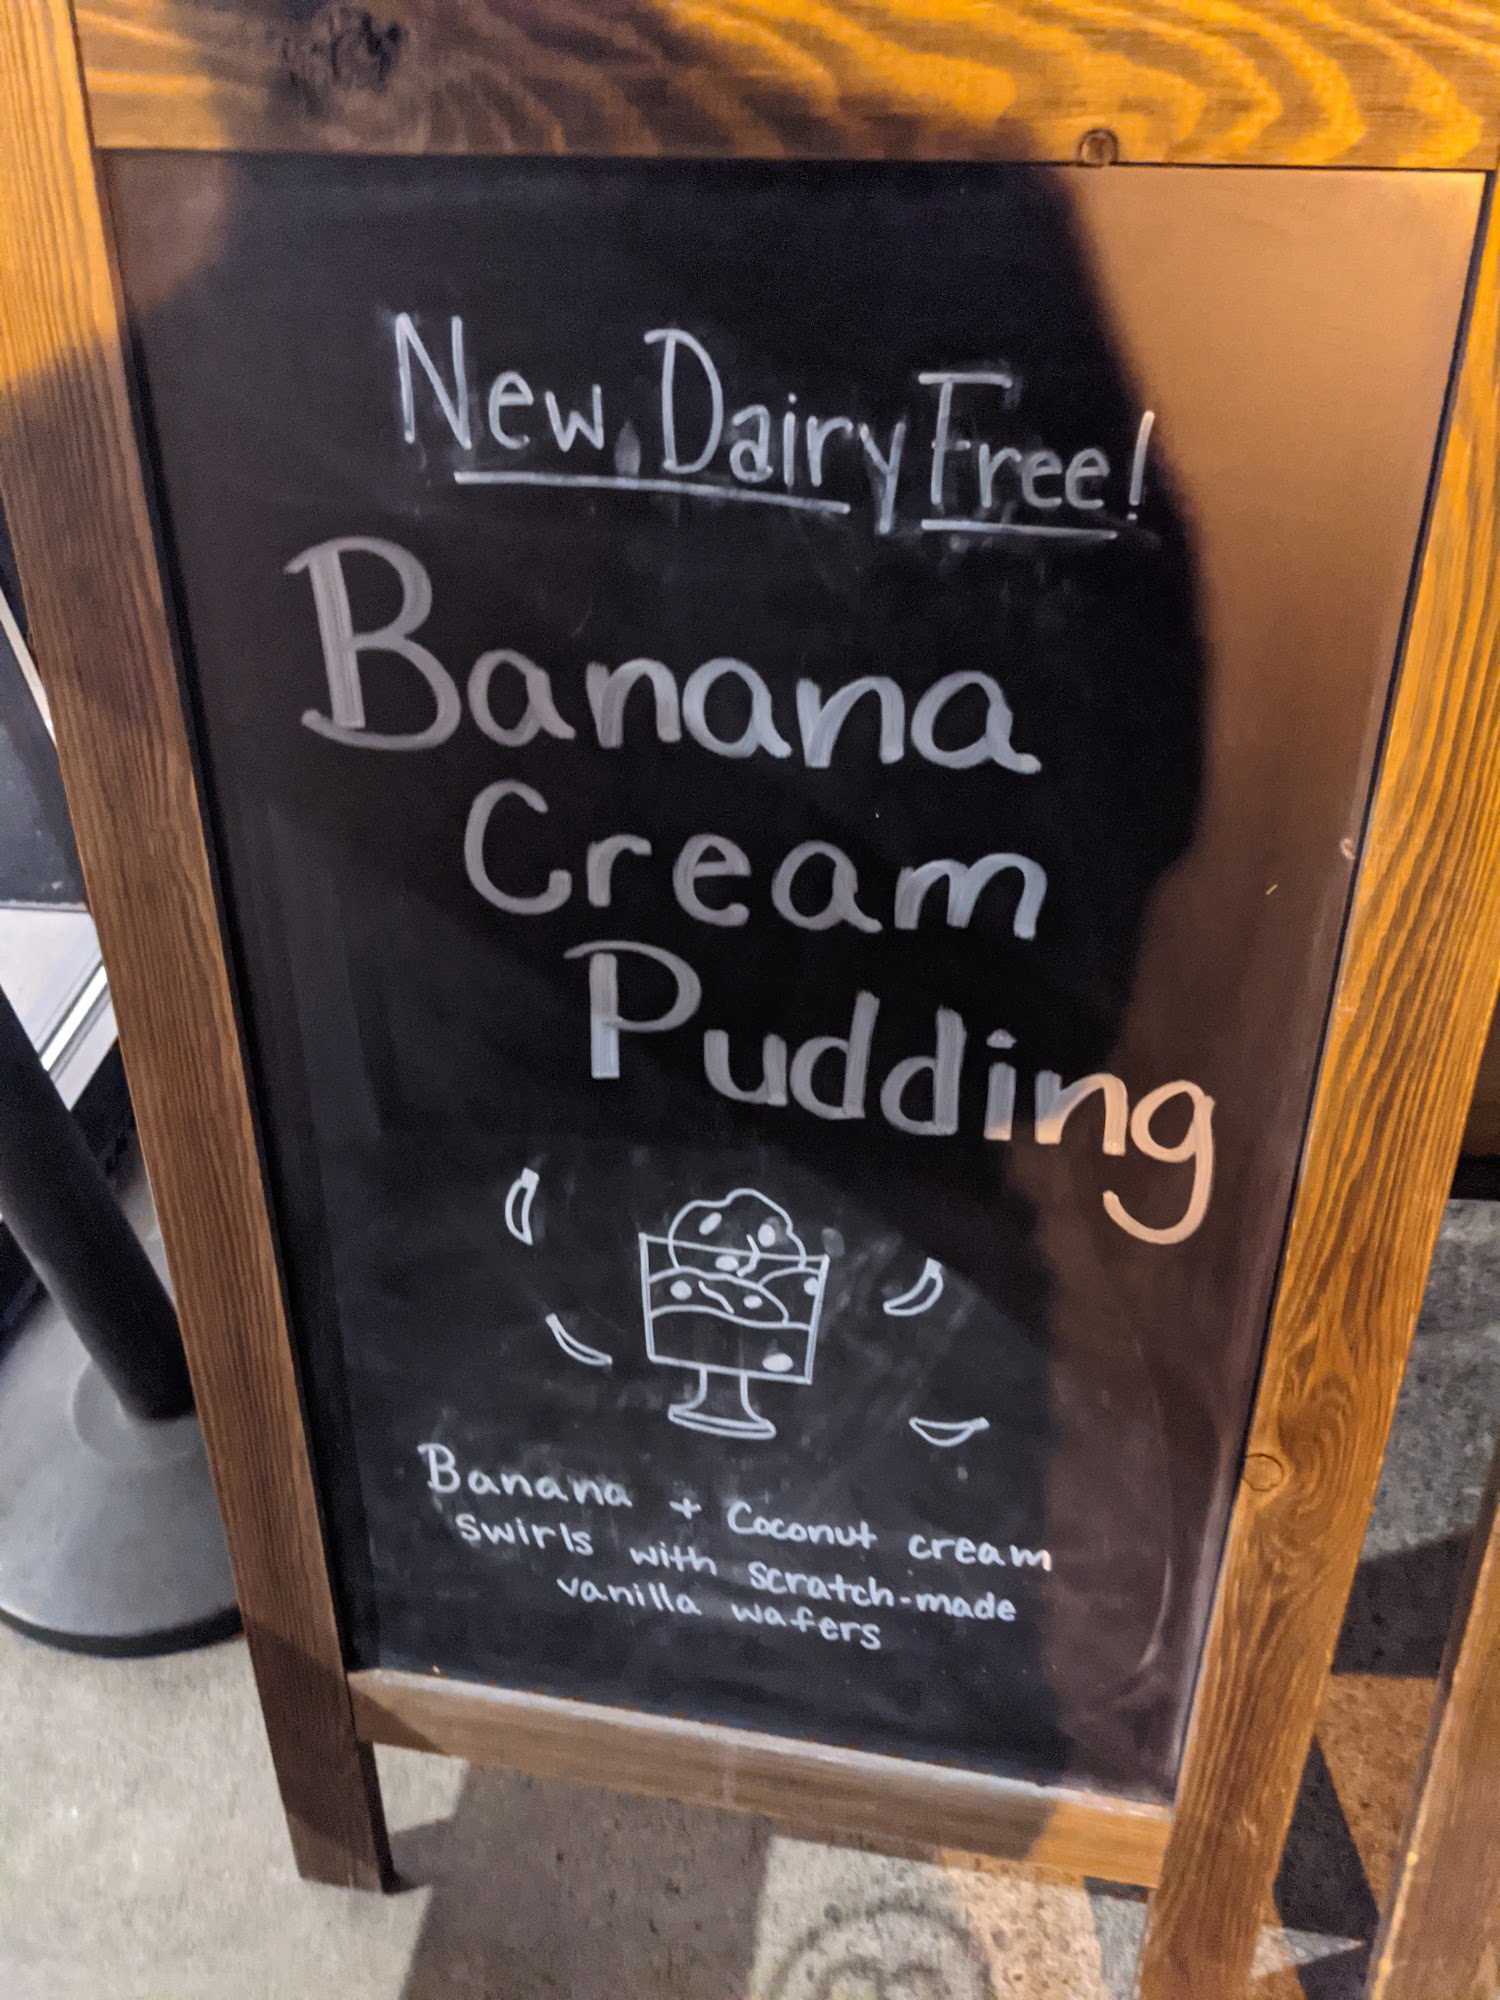 New, Dairy Free!
Banana
Cream
Pudding
Banana + Coconut cream
swirls with scratch-made
vanilla wafers